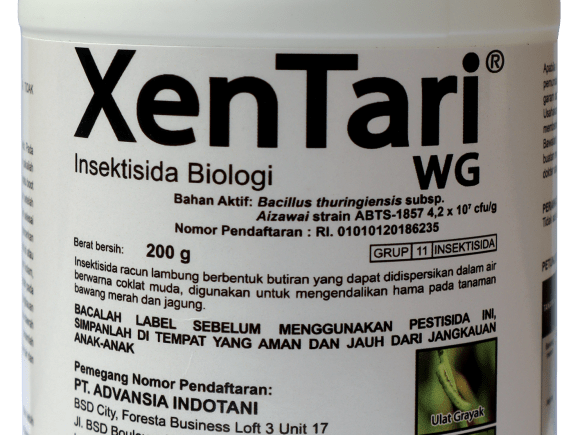 XenTari®
WG
Insektisida Biologi
Bahan Aktif: Bacillus thuringiensis subsp.
Aizawai strain ABTS-1857 4,2 x 10⁷ cfu/g
Nomor Pendaftaran : RI. 01010120186235
Berat bersih: 200 g
GRUP 11 INSEKTISIDA
Insektisida racun lambung berbentuk butiran yang dapat didispersikan dalam air
berwarna coklat muda, digunakan untuk mengendalikan hama pada tanaman
bawang merah dan jagung.
BACALAH LABEL SEBELUM MENGGUNAKAN PESTISIDA INI,
SIMPANLAH DI TEMPAT YANG AMAN DAN JAUH DARI JANGKAUAN
ANAK-ANAK
Pemegang Nomor Pendaftaran:
PT. ADVANSIA INDOTANI
BSD City, Foresta Business Loft 3 Unit 17
Jl. BSD
Ulat Grayak